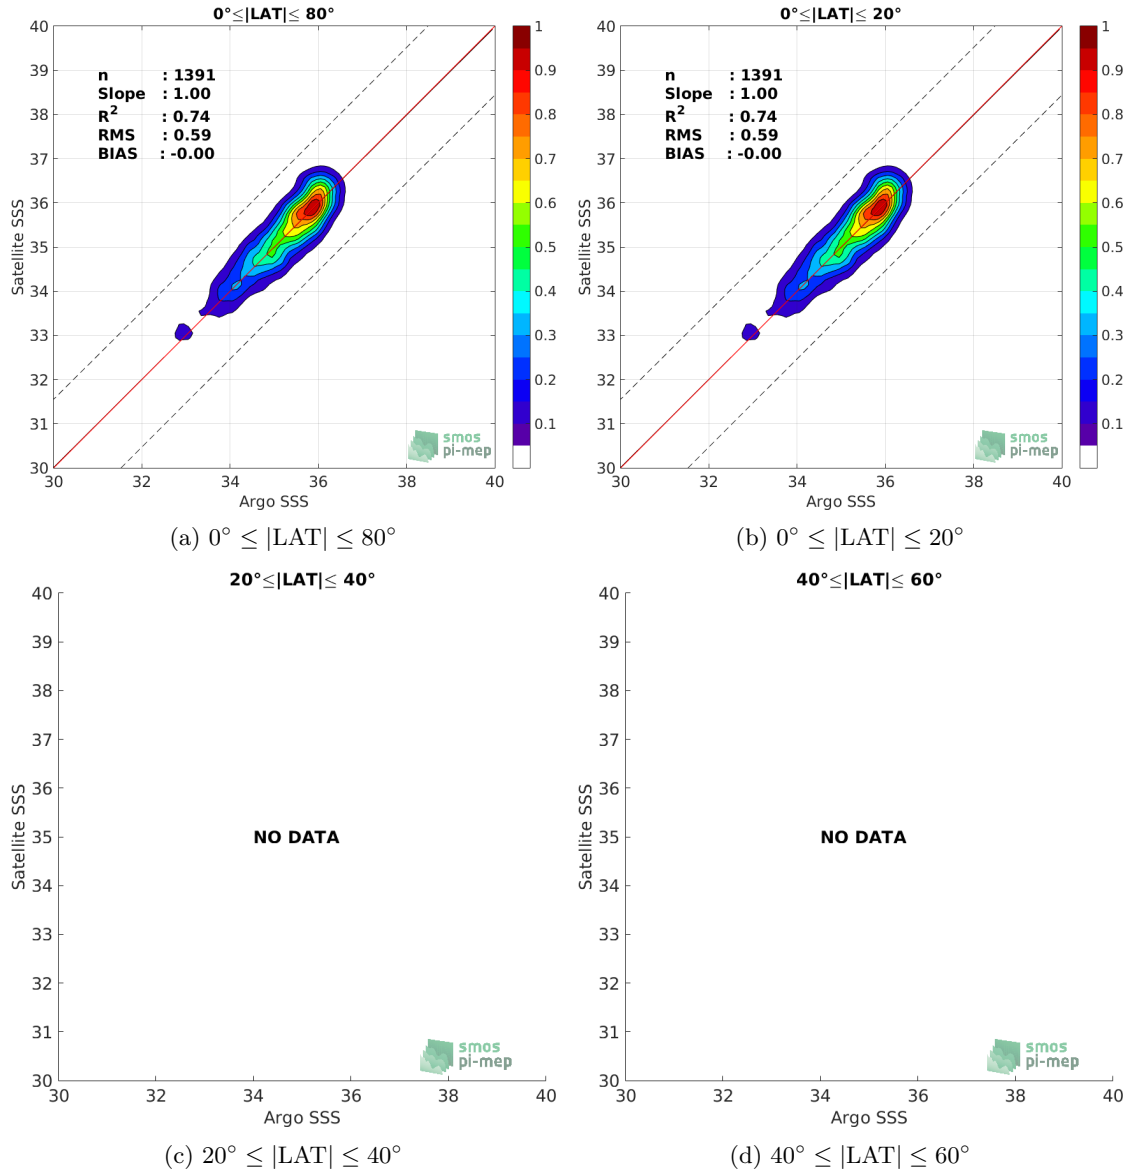 0°≤|LAT|≤ 80°
40
39
38
37
36
35
34
33
32
31
30
Satellite SSS
n : 1391
Slope : 1.00
R² : 0.74
RMS : 0.59
BIAS : -0.00
smos
pi-mep
30 32 34 36 38 40
Argo SSS
1
0.9
0.8
0.7
0.6
0.5
0.4
0.3
0.2
0.1
(a) 0° ≤ |LAT| ≤ 80°
0°≤|LAT|≤ 20°
40
39
38
37
36
35
34
33
32
31
30
Satellite SSS
n : 1391
Slope : 1.00
R² : 0.74
RMS : 0.59
BIAS : -0.00
smos
pi-mep
30 32 34 36 38 40
Argo SSS
1
0.9
0.8
0.7
0.6
0.5
0.4
0.3
0.2
0.1
(b) 0° ≤ |LAT| ≤ 20°
20°≤|LAT|≤ 40°
40
39
38
37
36
35
34
33
32
31
30
Satellite SSS
NO DATA
smos
pi-mep
30 32 34 36 38 40
Argo SSS
(c) 20° ≤ |LAT| ≤ 40°
40°≤|LAT|≤ 60°
40
39
38
37
36
35
34
33
32
31
30
Satellite SSS
NO DATA
smos
pi-mep
30 32 34 36 38 40
Argo SSS
(d) 40° ≤ |LAT| ≤ 60°